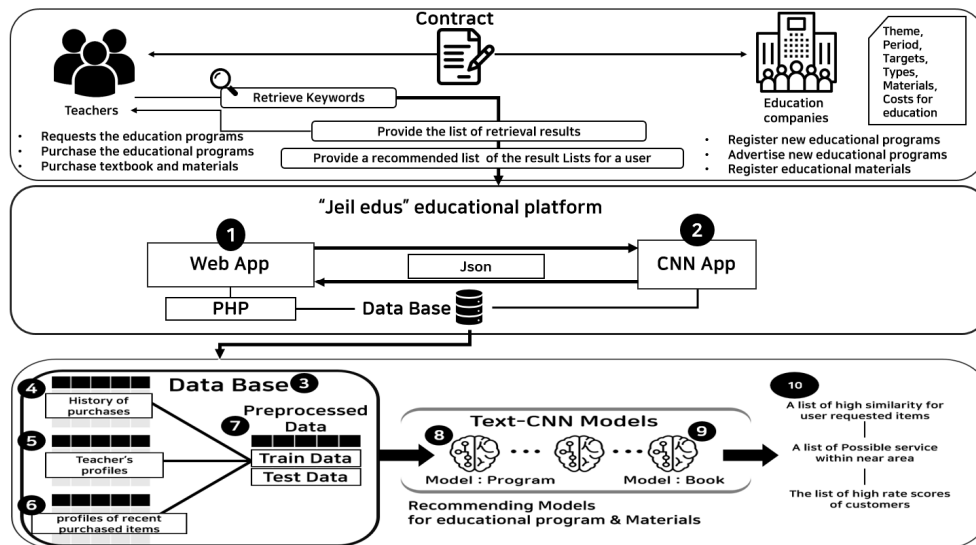 Contract
Theme,
Period,
Targets,
Types,
Materials,
Costs for
education
Teachers
Retrieve Keywords
Education
companies
Provide the list of retrieval results
Provide a recommended list of the result Lists for a user
• Requests the education programs
• Purchase the educational programs
• Purchase textbook and materials
• Register new educational programs
• Advertise new educational programs
• Register educational materials
“Jeil edus” educational platform
1
Web App
2
CNN App
Json
PHP
Data Base
Data Base 3
4
History of
purchases
5
Teacher's
profiles
6
profiles of recent
purchased items
7
Preprocessed
Data
Train Data
Test Data
Text-CNN Models
8
9
Model : Program
Model : Book
Recommending Models
for educational program & Materials
10
A list of high similarity for
user requested items
A list of Possible service
within near area
The list of high rate scores
of customers